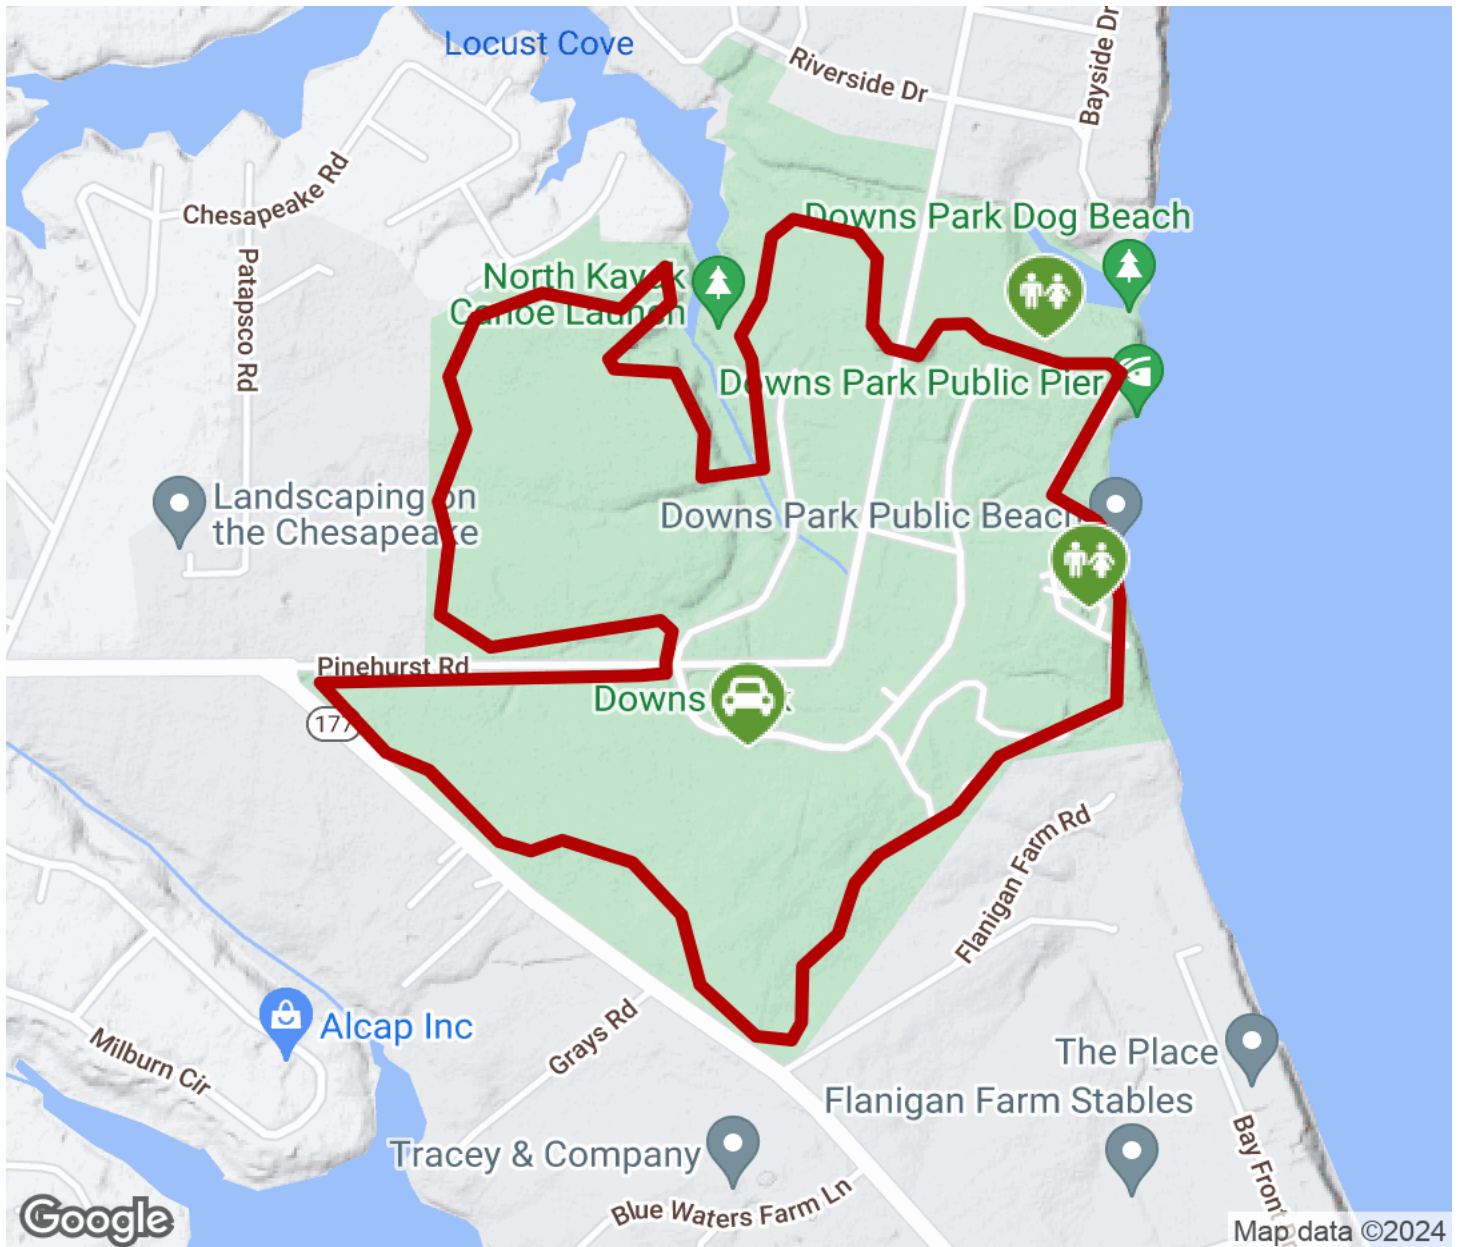 Locust Cove
Riverside Dr
Bayside Dr
Chesapeake Rd
Patapsco Rd
Downs Park Dog Beach
North Kayak
Canoe Launch
Downs Park Public Pier
Landscaping on
the Chesapeake
Downs Park Public Beach
Pinehurst Rd
Downs
177
Flanigan Farm Rd
Grays Rd
Alcap Inc
Milburn Cir
The Place
Flanigan Farm Stables
Tracey & Company
Bay Front
Blue Waters Farm Ln
Google
Map data ©2024